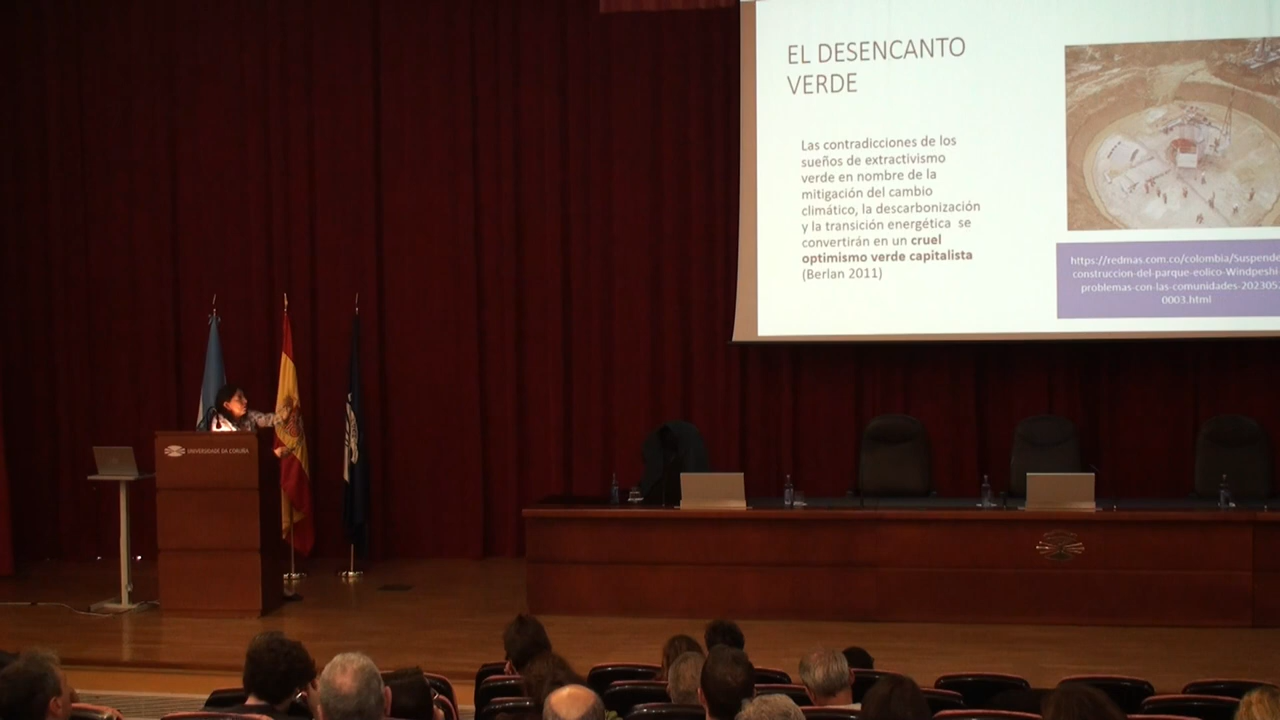 EL DESENCANTO
VERDE
Las contradicciones de los
sueños de extractivismo
verde en nombre de la
mitigación del cambio
climático, la descarbonización
y la transición energética se
convertirán en un cruel
optimismo verde capitalista
(Berlan 2011)
https://redmas.com.co/colombia/Suspende
construccion-del-parque-eolico-Windpeshi-
problemas-con-las-comunidades-2023052
0003.html
UNIVERSIDADE DA CORUÑA